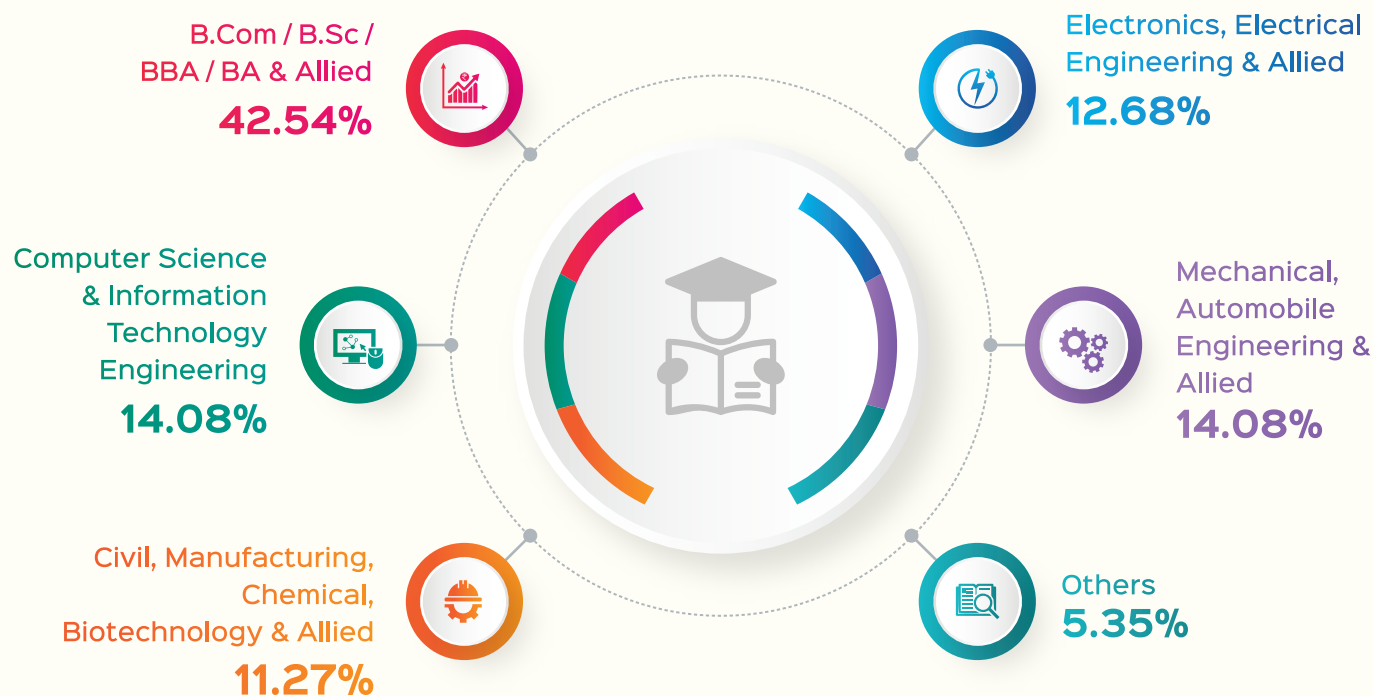 B.Com / B.Sc /
BBA / BA & Allied
42.54%
Electronics, Electrical
Engineering & Allied
12.68%
Computer Science
& Information
Technology
Engineering
14.08%
Mechanical,
Automobile
Engineering &
Allied
14.08%
Civil, Manufacturing,
Chemical,
Biotechnology & Allied
11.27%
Others
5.35%